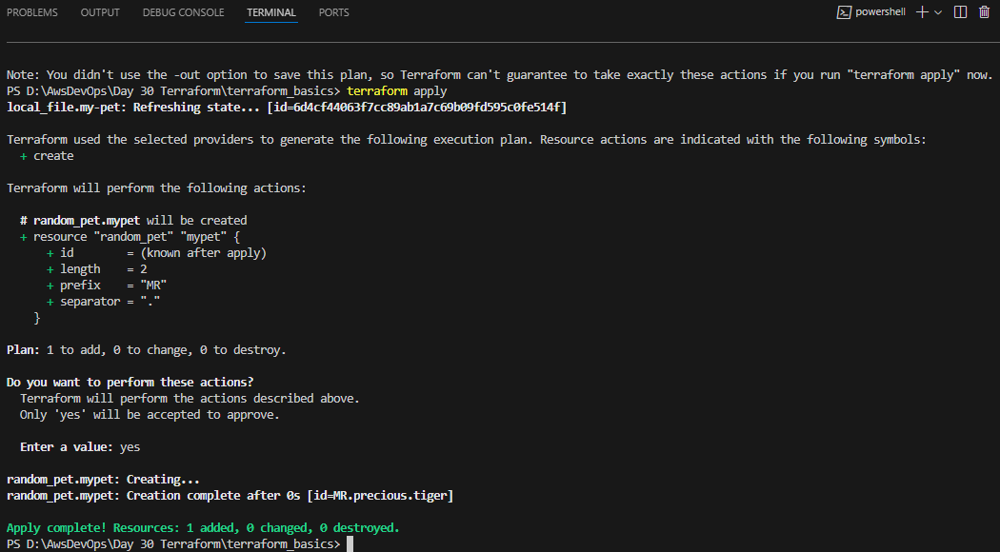 PROBLEMS OUTPUT DEBUG CONSOLE TERMINAL PORTS powershell
Note: You didn't use the -out option to save this plan, so Terraform can't guarantee to take exactly these actions if you run "terraform apply" now.
PS D:\AwsDevOps\Day 30 Terraform\terraform_basics> terraform apply
local_file.my-pet: Refreshing state... [id=6d4cf44063f7cc89ab1a7c69b09fd595c0fe514f]
Terraform used the selected providers to generate the following execution plan. Resource actions are indicated with the following symbols:
+ create
Terraform will perform the following actions:
# random_pet.mypet will be created
+ resource "random_pet" "mypet" {
+ id = (known after apply)
+ length = 2
+ prefix = "MR"
+ separator = "."
}
Plan: 1 to add, 0 to change, 0 to destroy.
Do you want to perform these actions?
Terraform will perform the actions described above.
Only 'yes' will be accepted to approve.
Enter a value: yes
random_pet.mypet: Creating...
random_pet.mypet: Creation complete after 0s [id=MR.precious.tiger]
Apply complete! Resources: 1 added, 0 changed, 0 destroyed.
PS D:\AwsDevOps\Day 30 Terraform\terraform_basics>